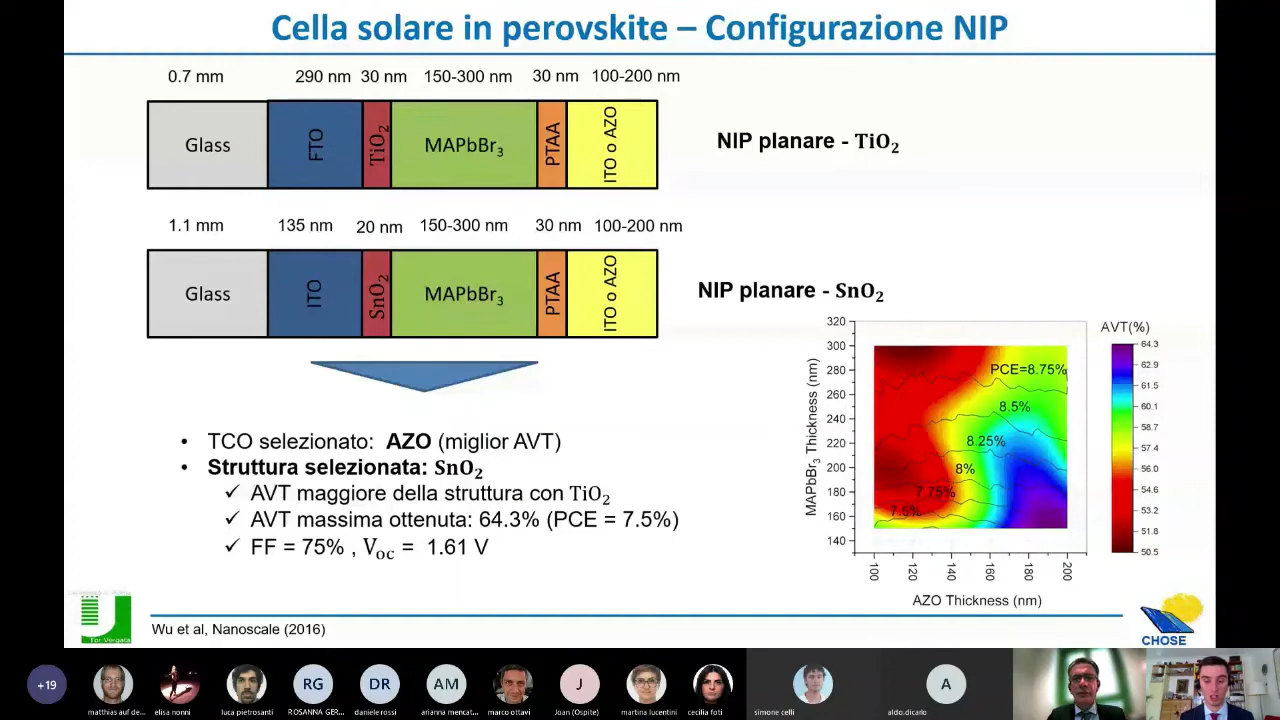 Cella solare in perovskite – Configurazione NIP
0.7 mm 290 nm 30 nm 150-300 nm 30 nm 100-200 nm
Glass FTO TiO₂ MAPbBr₃ PTAA ITO o AZO
NIP planare - TiO₂
1.1 mm 135 nm 20 nm 150-300 nm 30 nm 100-200 nm
Glass ITO SnO₂ MAPbBr₃ PTAA ITO o AZO
NIP planare - SnO₂
• TCO selezionato: AZO (miglior AVT)
• Struttura selezionata: SnO₂
✓ AVT maggiore della struttura con TiO₂
✓ AVT massima ottenuta: 64.3% (PCE = 7.5%)
✓ FF = 75% , Voc = 1.61 V
MAPbBr₃ Thickness (nm)
320
300
280
260
240
220
200
180
160
140
PCE=8.75%
8.5%
8.25%
8%
7.75%
7.5%
100 120 140 160 180 200
AZO Thickness (nm)
AVT(%)
64.3
62.9
61.5
60.1
58.7
57.4
56.0
54.6
53.2
51.8
50.5
Tor Vergata
Wu et al, Nanoscale (2016)
CHOSE
+19 RG DR AM J A
matthias auf de... elisa nonni luca pietrosanti ROSANNA GER... daniele rossi arianna mencat... marco ottavi Joan (Ospite) martina lucentini cecilia foti simone celli aldo.dicarlo